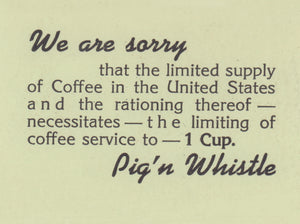 We are sorry
that the limited supply
of Coffee in the United States
and the rationing thereof —
necessitates — the limiting of
coffee service to — 1 Cup.
Pig'n Whistle